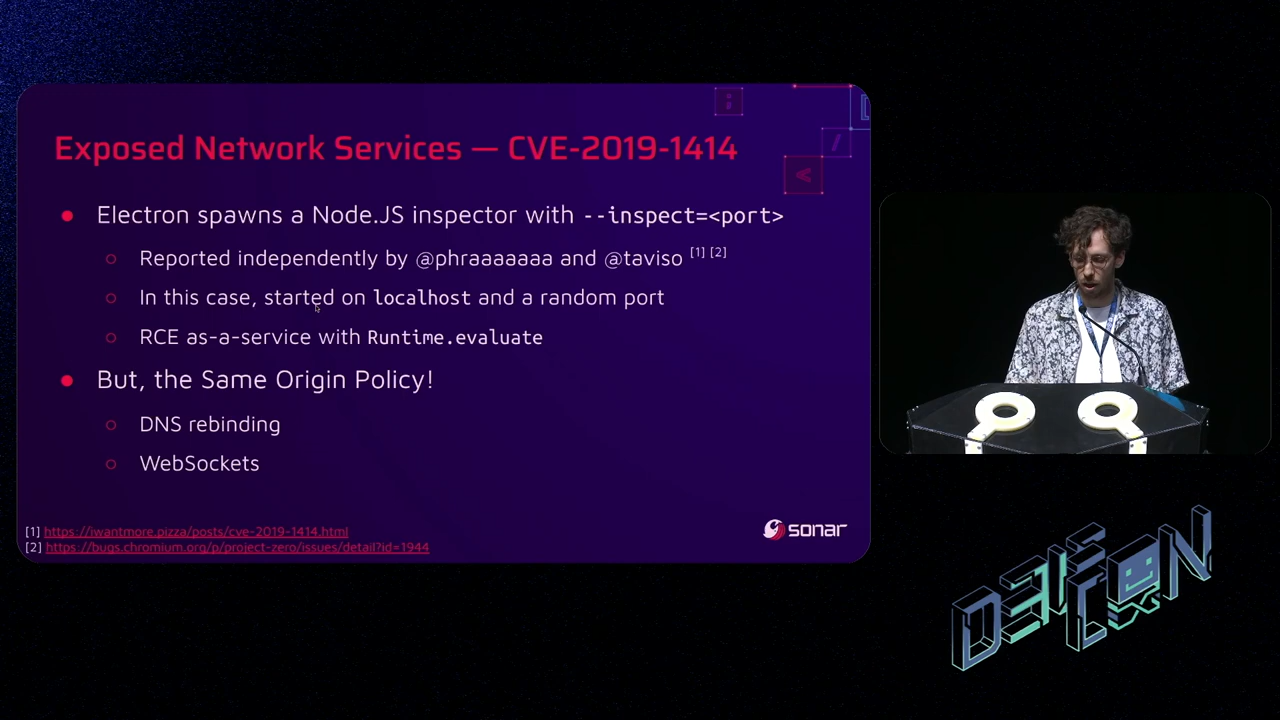 Exposed Network Services — CVE-2019-1414
● Electron spawns a Node.JS inspector with --inspect=<port>
○ Reported independently by @phraaaaaaa and @taviso [1] [2]
○ In this case, started on localhost and a random port
○ RCE as-a-service with Runtime.evaluate
● But, the Same Origin Policy!
○ DNS rebinding
○ WebSockets
[1] https://iwantmore.pizza/posts/cve-2019-1414.html
[2] https://bugs.chromium.org/p/project-zero/issues/detail?id=1944
sonar
DEF CON